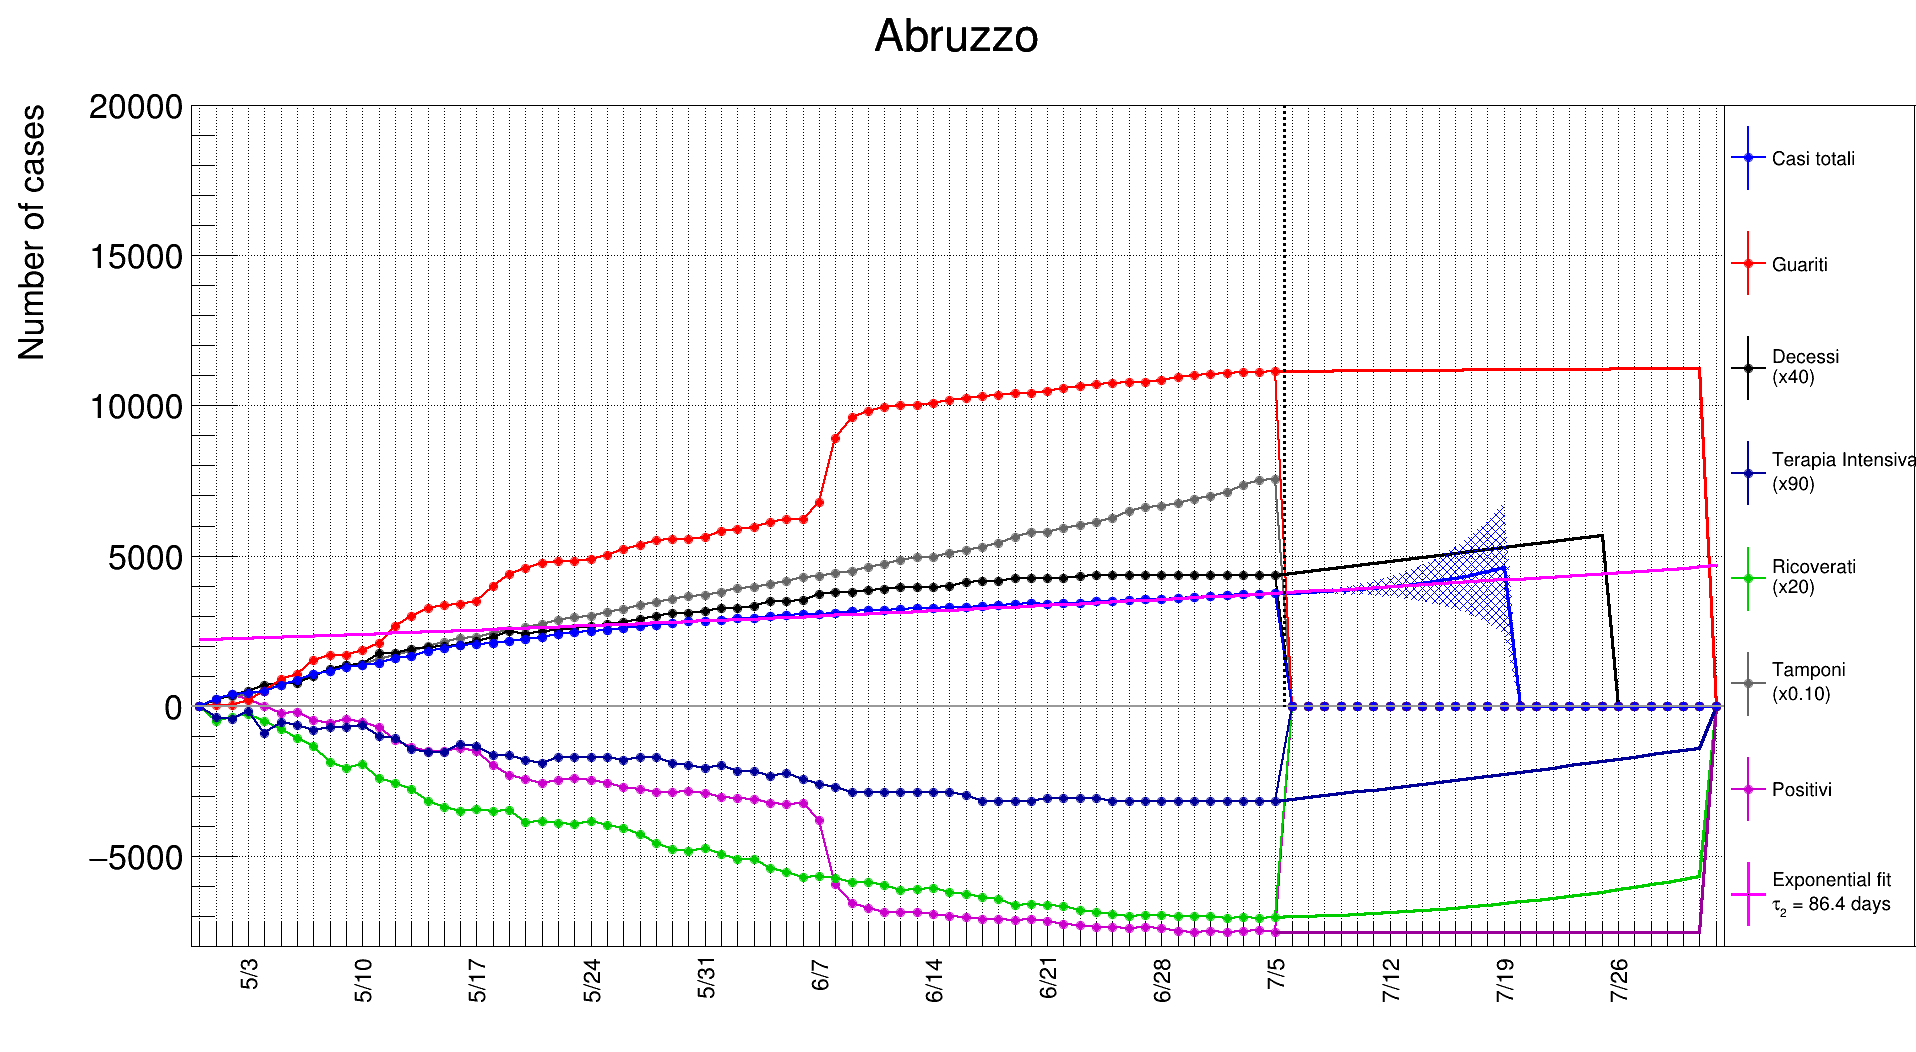 Abruzzo
Number of cases
20000
15000
10000
5000
0
−5000
5/3
5/10
5/17
5/24
5/31
6/7
6/14
6/21
6/28
7/5
7/12
7/19
7/26
Casi totali
Guariti
Decessi
(x40)
Terapia Intensiva
(x90)
Ricoverati
(x20)
Tamponi
(x0.10)
Positivi
Exponential fit
τ2 = 86.4 days